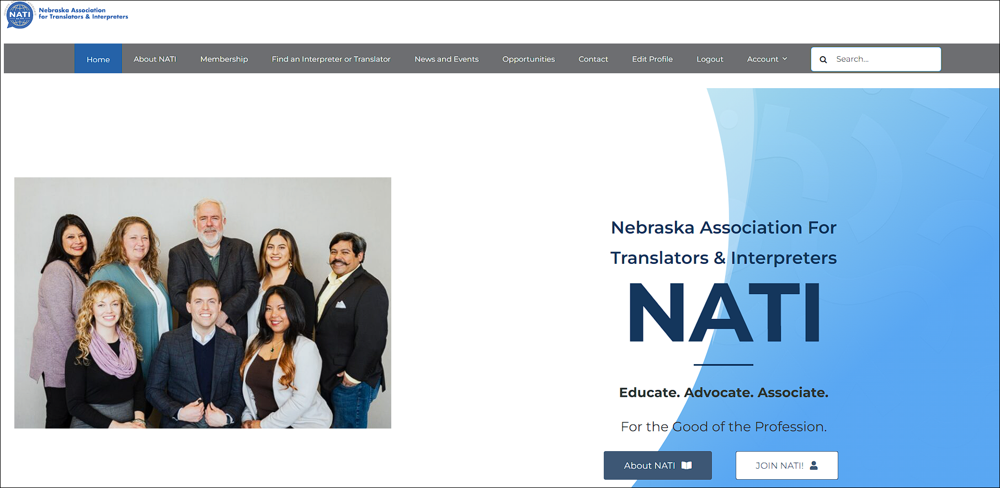 NATI
Nebraska Association
for Translators & Interpreters
Home
About NATI
Membership
Find an Interpreter or Translator
News and Events
Opportunities
Contact
Edit Profile
Logout
Account
Search...
Nebraska Association For
Translators & Interpreters
NATI
Educate. Advocate. Associate.
For the Good of the Profession.
About NATI
JOIN NATI!